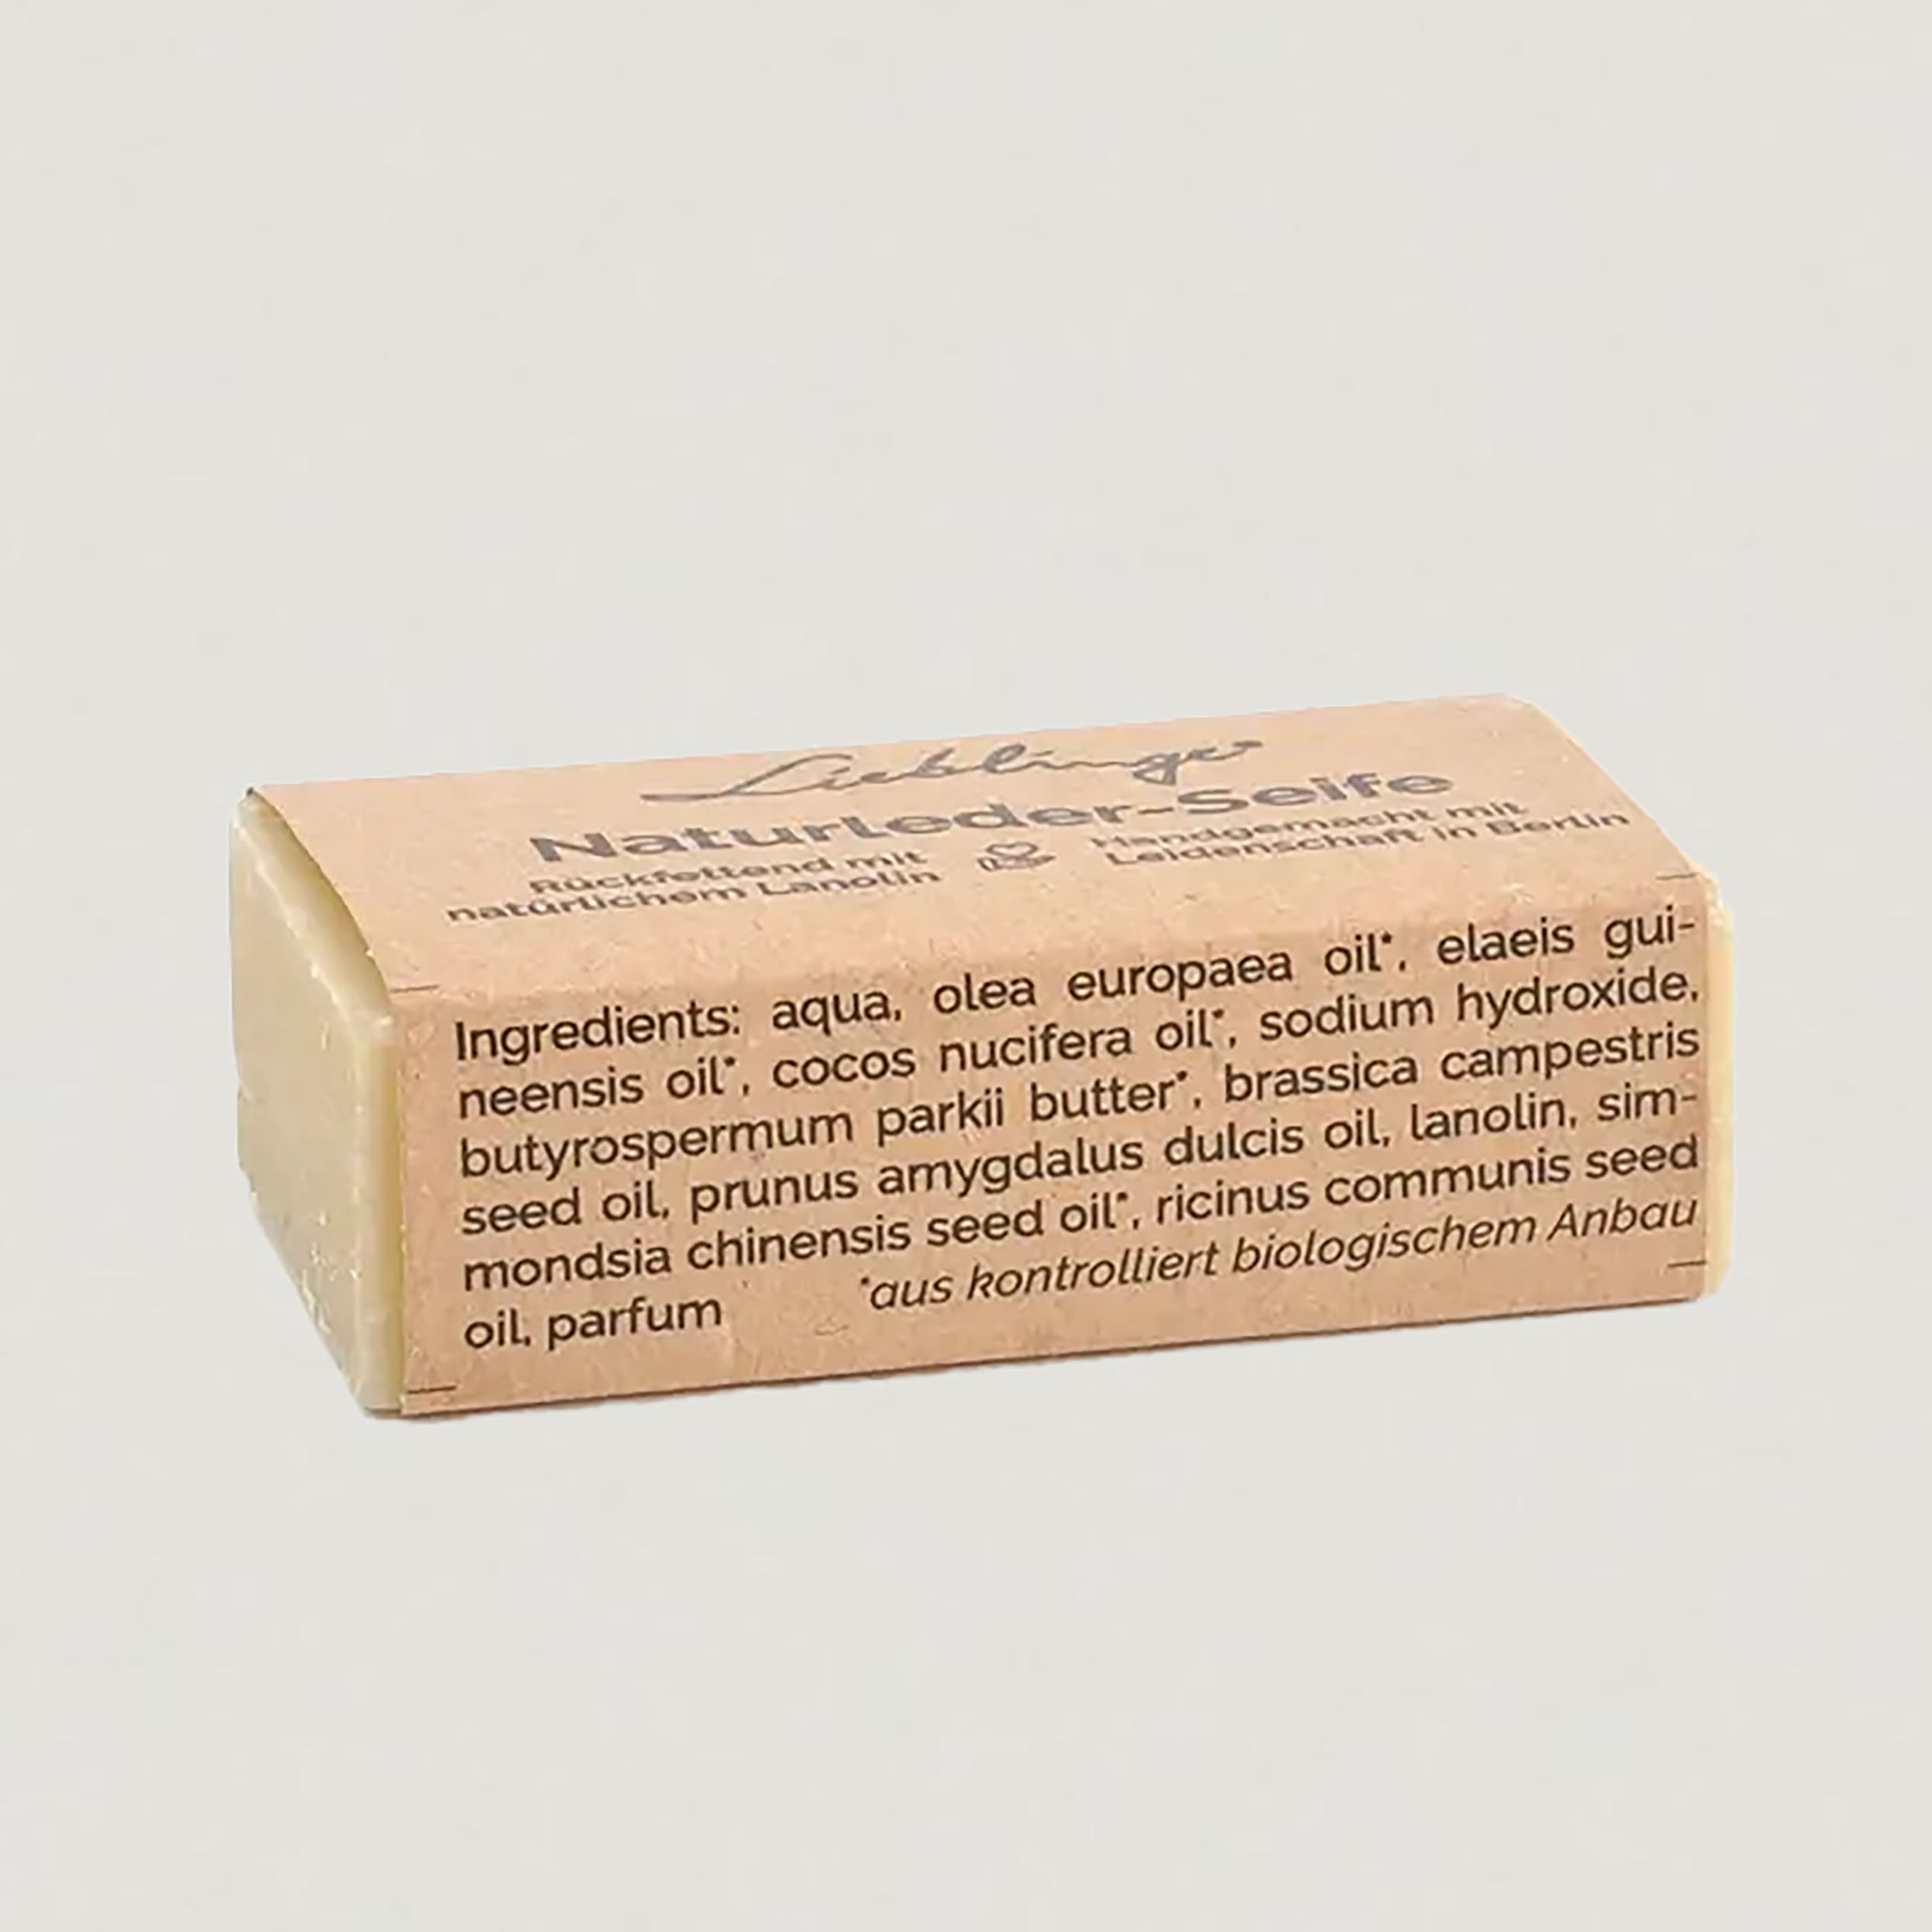 Lieblinge
Naturleder-Seife
Rückfettend mit
natürlichem Lanolin
Handgemacht mit
Leidenschaft in Berlin
Ingredients: aqua, olea europaea oil*, elaeis gui-
neensis oil*, cocos nucifera oil*, sodium hydroxide,
butyrospermum parkii butter*, brassica campestris
seed oil, prunus amygdalus dulcis oil, lanolin, sim-
mondsia chinensis seed oil*, ricinus communis seed
oil, parfum *aus kontrolliert biologischem Anbau